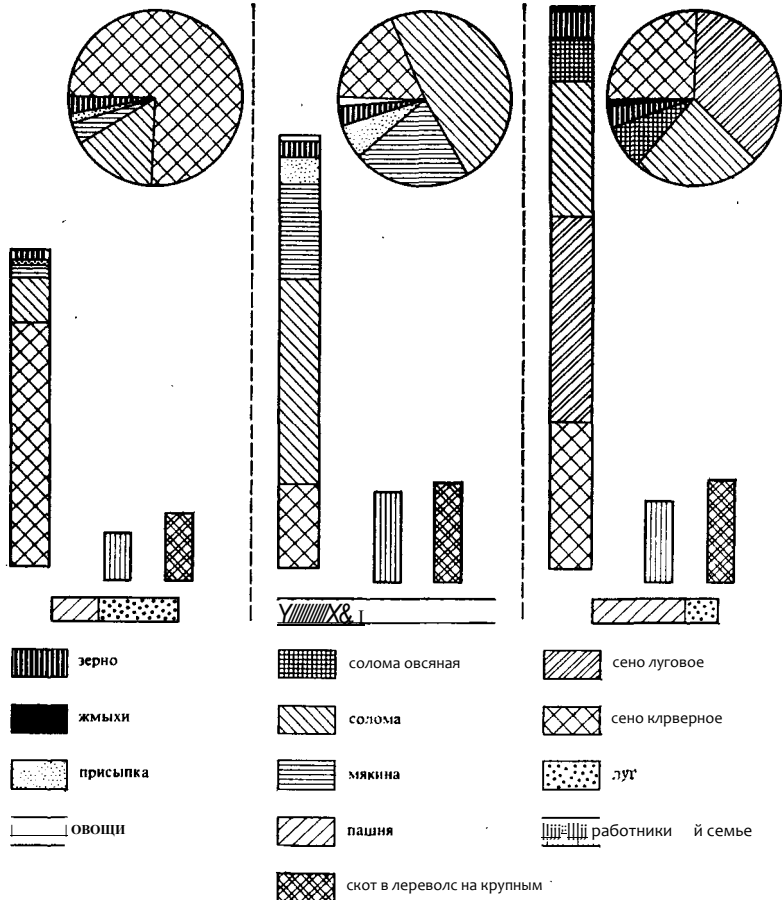 Y///////X& I
зерно
солома овсяная
сено луговое
жмыхи
солома
сено клрверное
присыпка
мякина
луг
ОВОЩИ
пашня
работники й семье
скот в лереволс на крупным